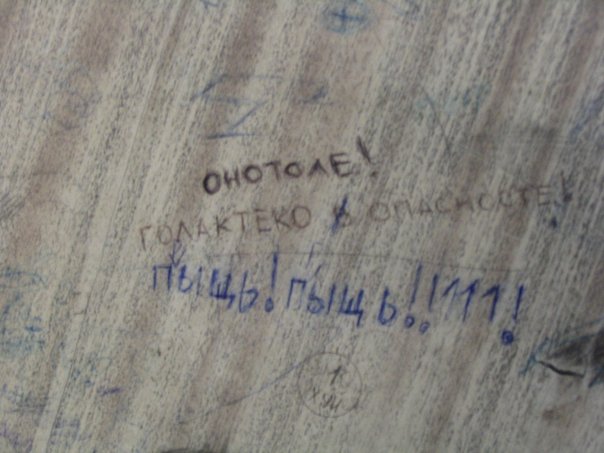 ОНОТОЛЕ!
ГОЛАКТЕКО В ОПАСНОСТЕ!
ПЫЩЬ! ПЫЩЬ!!111!